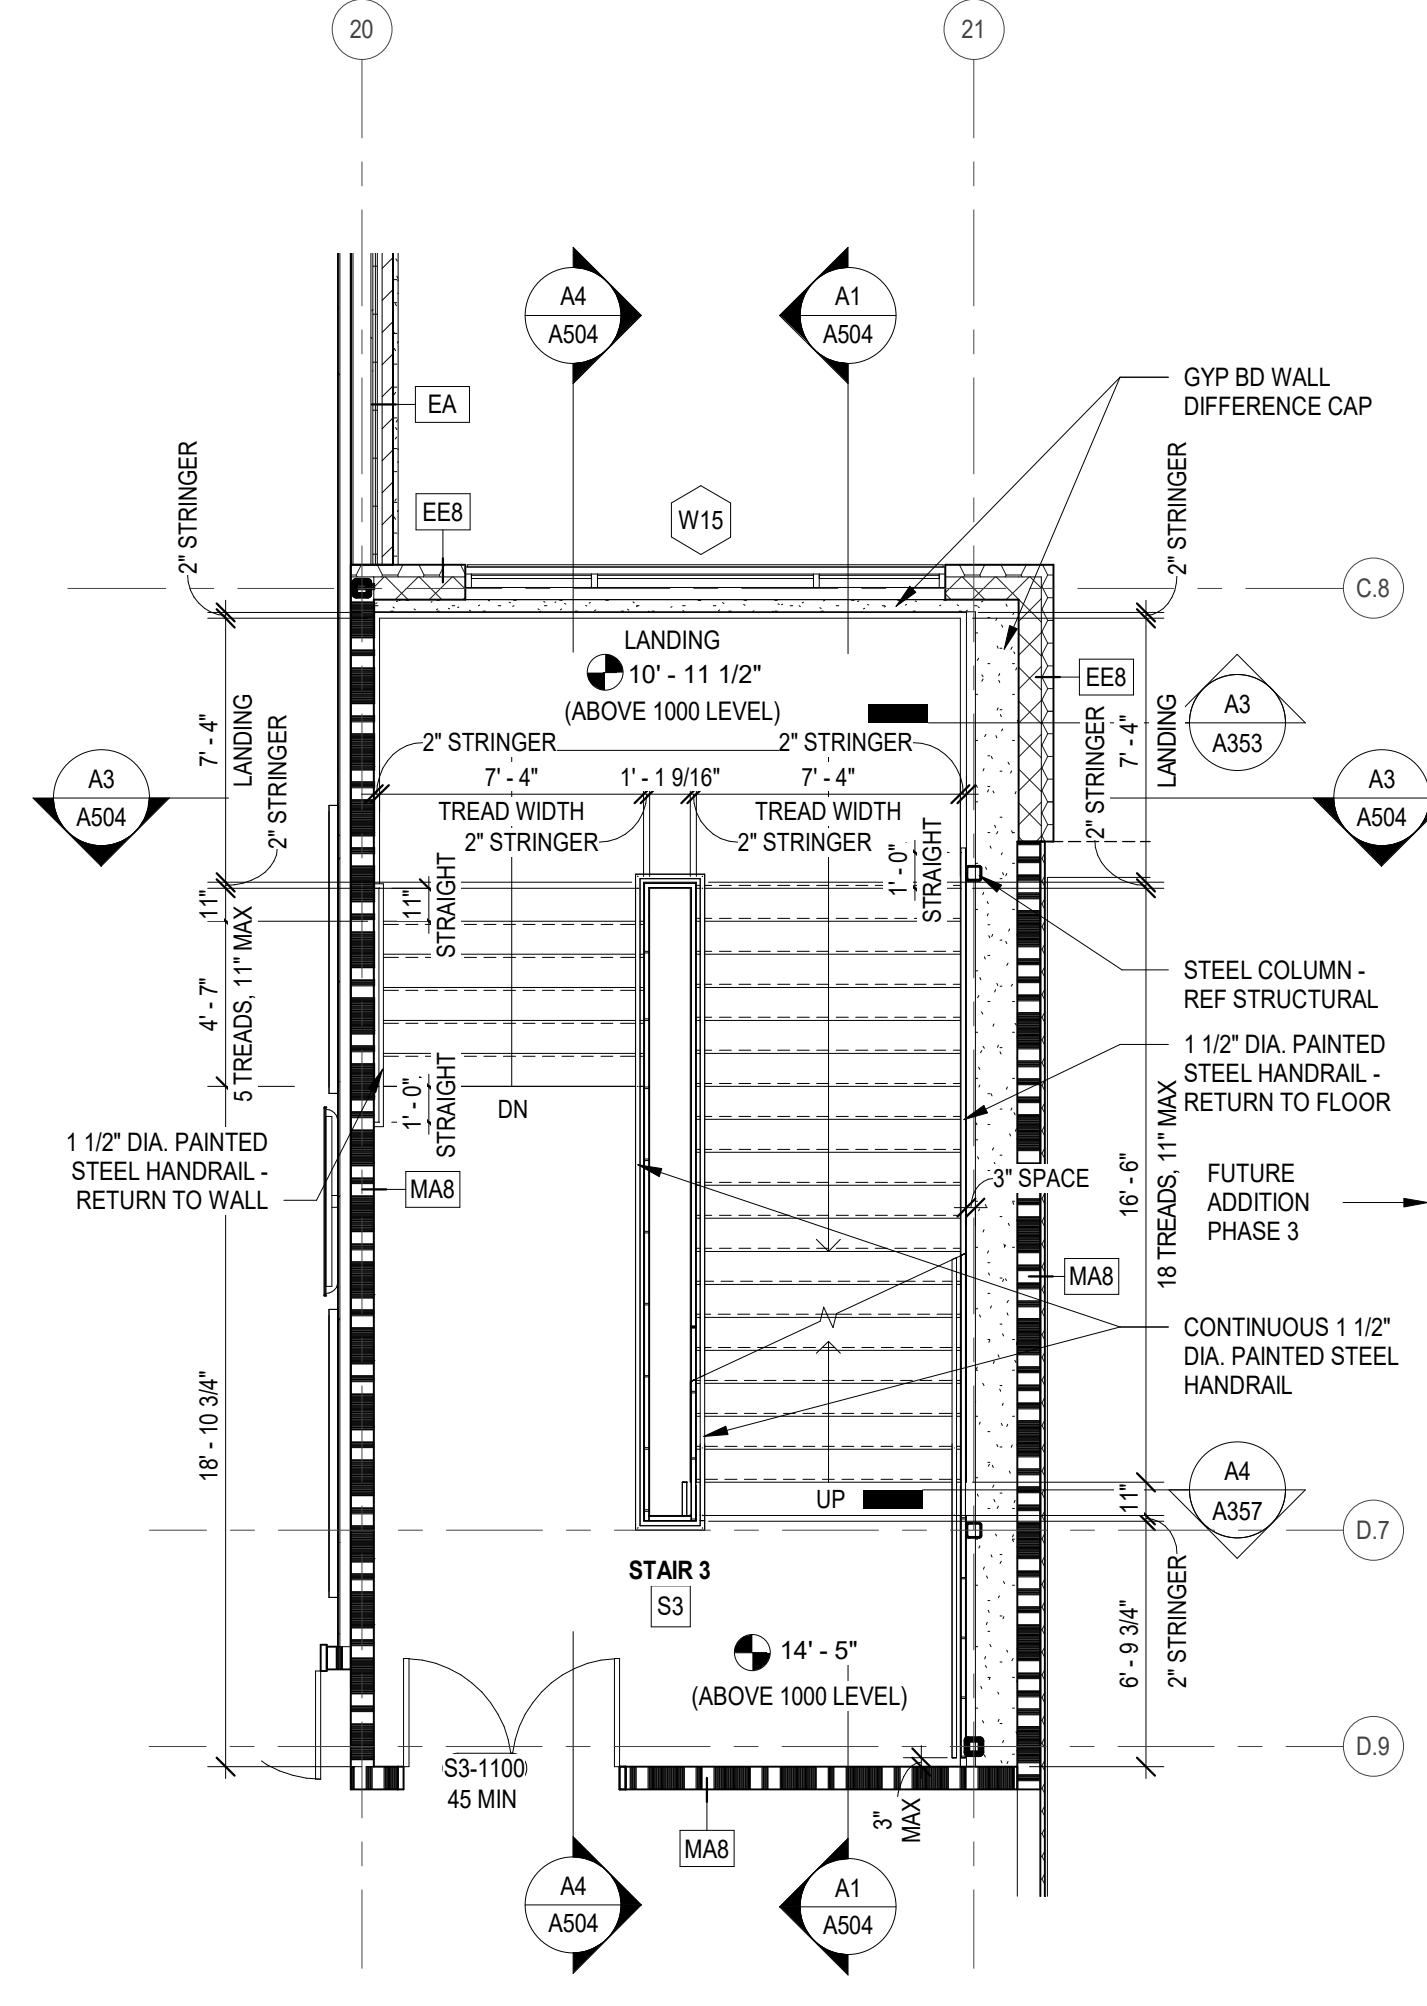 20
21
A4
A504
A1
A504
GYP BD WALL
DIFFERENCE CAP
EA
2" STRINGER
EE8
W15
2" STRINGER
C.8
LANDING
10' - 11 1/2"
(ABOVE 1000 LEVEL)
EE8
A3
A353
7' - 4"
LANDING
2" STRINGER
2" STRINGER
2" STRINGER
2" STRINGER
7' - 4"
LANDING
A3
A504
7' - 4"
1' - 1 9/16"
7' - 4"
A3
A504
TREAD WIDTH
TREAD WIDTH
2" STRINGER
2" STRINGER
11"
11"
STRAIGHT
1' - 0"
STRAIGHT
4' - 7"
5 TREADS, 11" MAX
STEEL COLUMN -
REF STRUCTURAL
1 1/2" DIA. PAINTED
STEEL HANDRAIL -
RETURN TO FLOOR
1' - 0"
STRAIGHT
DN
1 1/2" DIA. PAINTED
STEEL HANDRAIL -
RETURN TO WALL
MA8
3" SPACE
16' - 6"
18 TREADS, 11" MAX
FUTURE
ADDITION
PHASE 3
MA8
CONTINUOUS 1 1/2"
DIA. PAINTED STEEL
HANDRAIL
18' - 10 3/4"
UP
11"
A4
A357
D.7
STAIR 3
S3
2" STRINGER
14' - 5"
(ABOVE 1000 LEVEL)
6' - 9 3/4"
D.9
S3-1100
45 MIN
3"
MAX
MA8
A4
A504
A1
A504